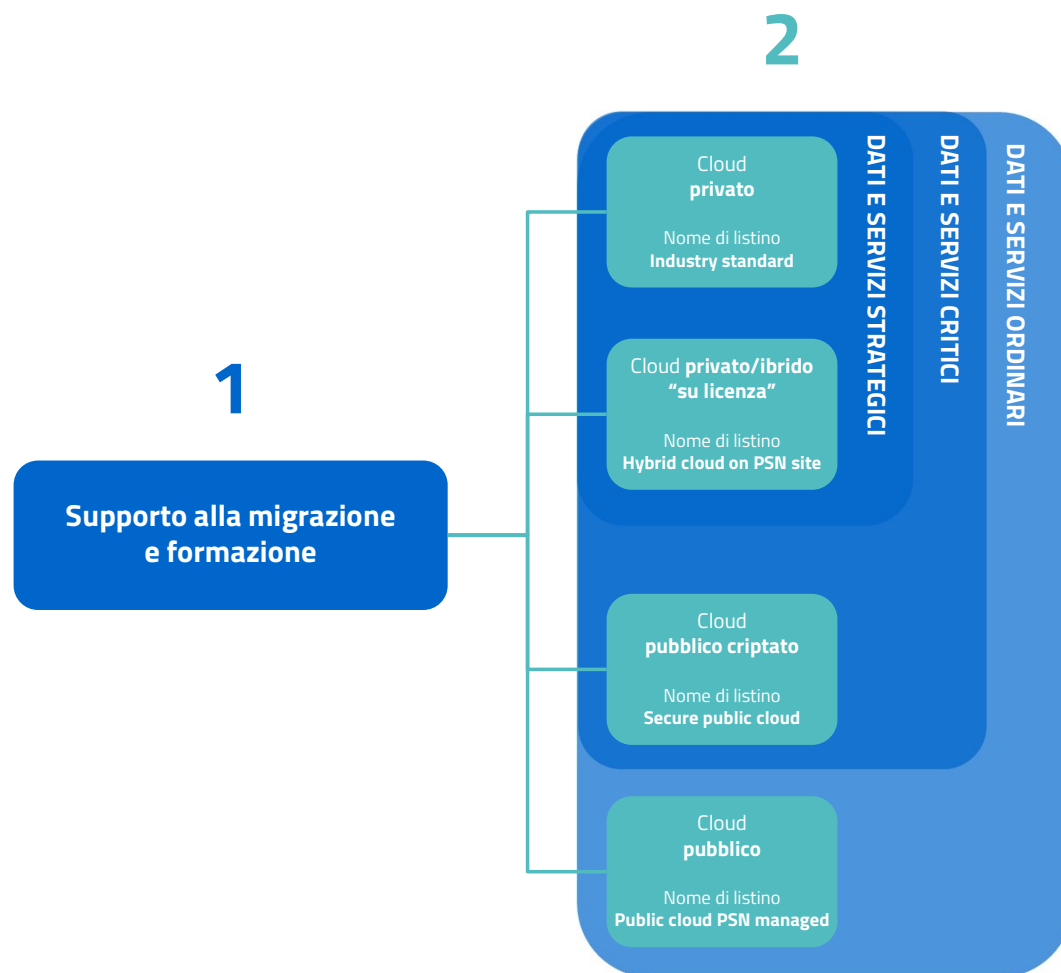 1
Supporto alla migrazione
e formazione
2
Cloud
privato
Nome di listino
Industry standard
Cloud privato/ibrido
“su licenza”
Nome di listino
Hybrid cloud on PSN site
Cloud
pubblico criptato
Nome di listino
Secure public cloud
Cloud
pubblico
Nome di listino
Public cloud PSN managed
DATI E SERVIZI STRATEGICI
DATI E SERVIZI CRITICI
DATI E SERVIZI ORDINARI